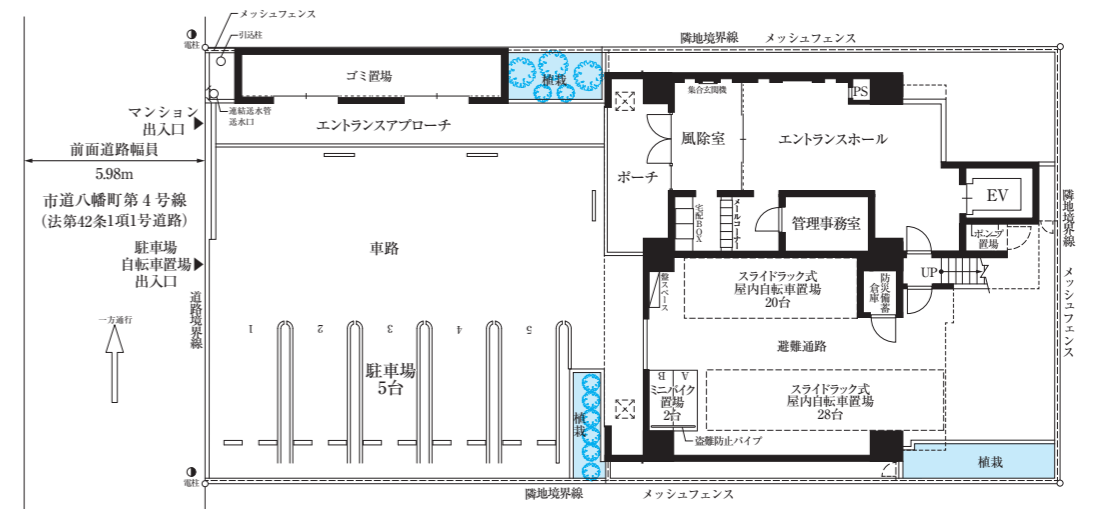 メッシュフェンス
引込柱
電柱
隣地境界線 メッシュフェンス
ゴミ置場
植栽
連結送水管
送水口
エントランスアプローチ
マンション
出入口
前面道路幅員
5.98m
市道八幡町第4号線
(法第42条1項1号道路)
駐車場
自転車置場
出入口
道路境界線
一方通行
車路
1
2
3
4
5
駐車場
5台
植栽
ポーチ
集合玄関機
風除室
エントランスホール
PS
宅配BOX
メールコーナー
管理事務室
EV
ポンプ
置場
UP
隣地境界線
メッシュフェンス
盤スペース
スライドラック式
屋内自転車置場
20台
防災備蓄
倉庫
避難通路
B
A
ミニバイク
置場
2台
スライドラック式
屋内自転車置場
28台
盗難防止バイプ
植栽
電柱
隣地境界線
メッシュフェンス